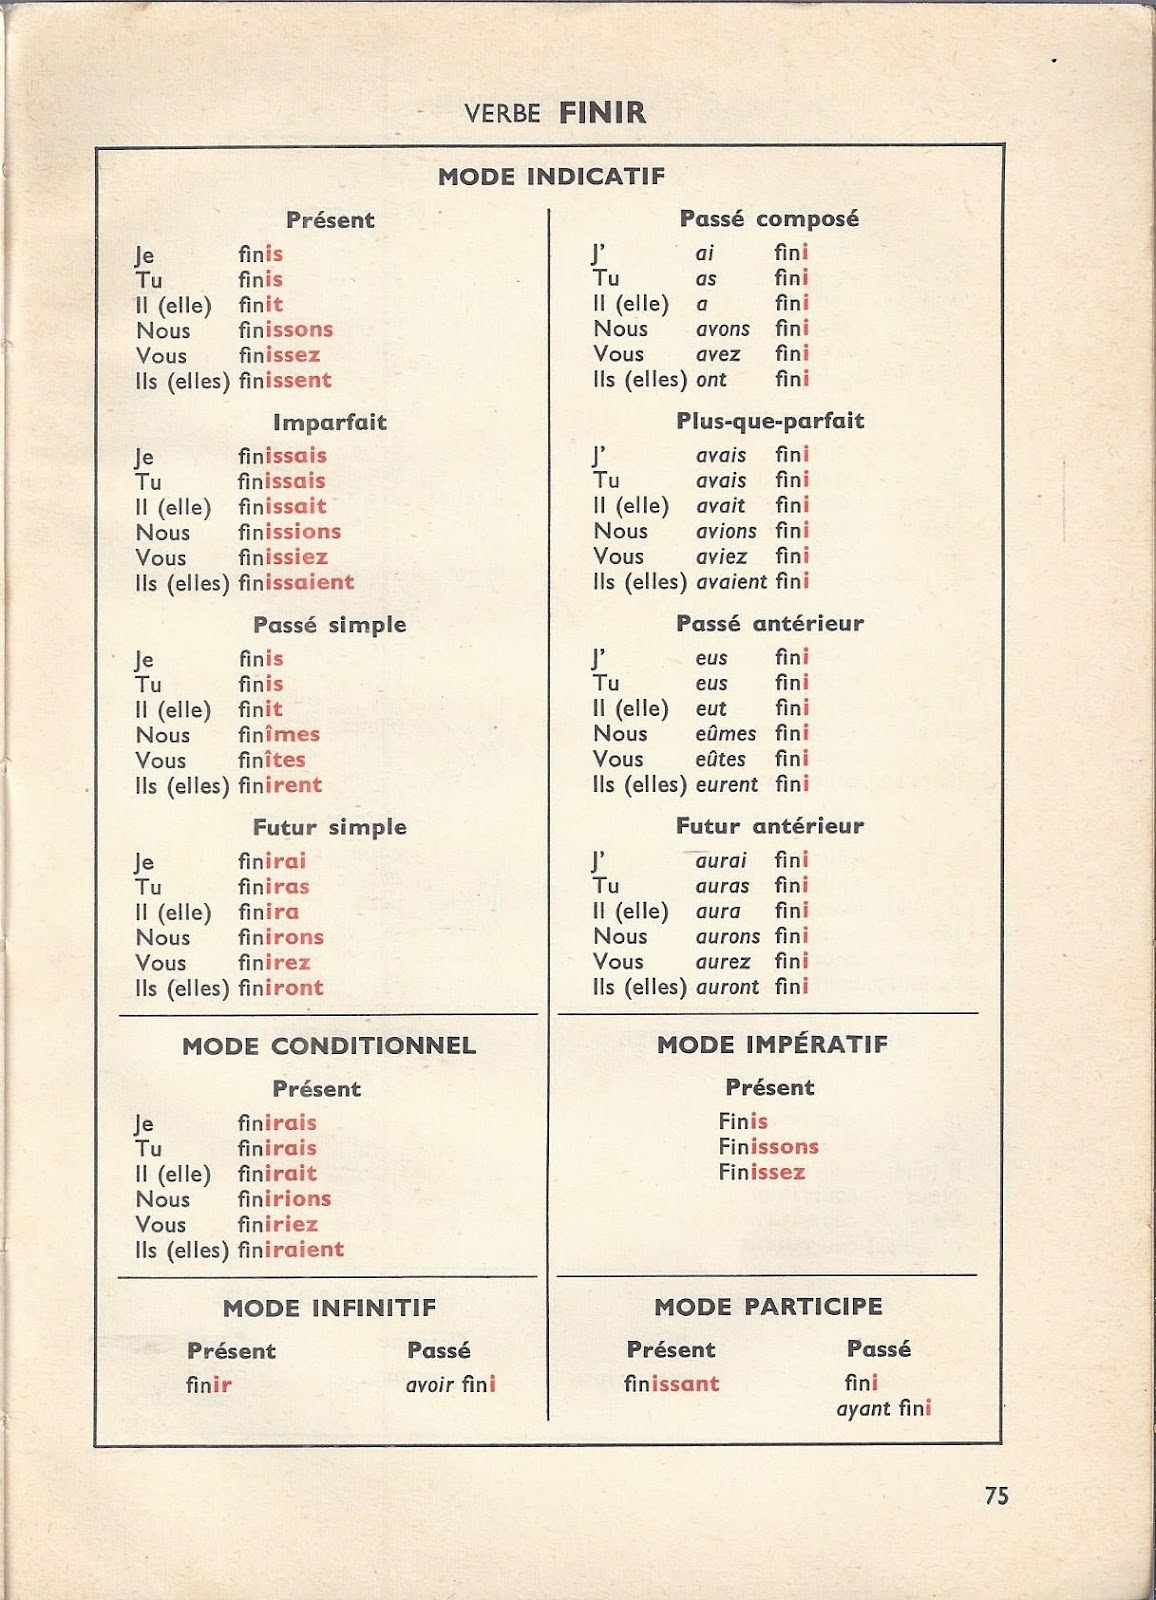 VERBE FINIR
MODE INDICATIF
Présent
Je finis
Tu finis
Il (elle) finit
Nous finissons
Vous finissez
Ils (elles) finissent
Imparfait
Je finissais
Tu finissais
Il (elle) finissait
Nous finissions
Vous finissiez
Ils (elles) finissaient
Passé simple
Je finis
Tu finis
Il (elle) finit
Nous finîmes
Vous finîtes
Ils (elles) finirent
Futur simple
Je finirai
Tu finiras
Il (elle) finira
Nous finirons
Vous finirez
Ils (elles) finiront
Passé composé
J' ai fini
Tu as fini
Il (elle) a fini
Nous avons fini
Vous avez fini
Ils (elles) ont fini
Plus-que-parfait
J' avais fini
Tu avais fini
Il (elle) avait fini
Nous avions fini
Vous aviez fini
Ils (elles) avaient fini
Passé antérieur
J' eus fini
Tu eus fini
Il (elle) eut fini
Nous eûmes fini
Vous eûtes fini
Ils (elles) eurent fini
Futur antérieur
J' aurai fini
Tu auras fini
Il (elle) aura fini
Nous aurons fini
Vous aurez fini
Ils (elles) auront fini
MODE CONDITIONNEL
Présent
Je finirais
Tu finirais
Il (elle) finirait
Nous finirions
Vous finiriez
Ils (elles) finiraient
MODE IMPÉRATIF
Présent
Finis
Finissons
Finissez
MODE INFINITIF
Présent Passé
finir avoir fini
MODE PARTICIPE
Présent Passé
finissant fini
ayant fini
75